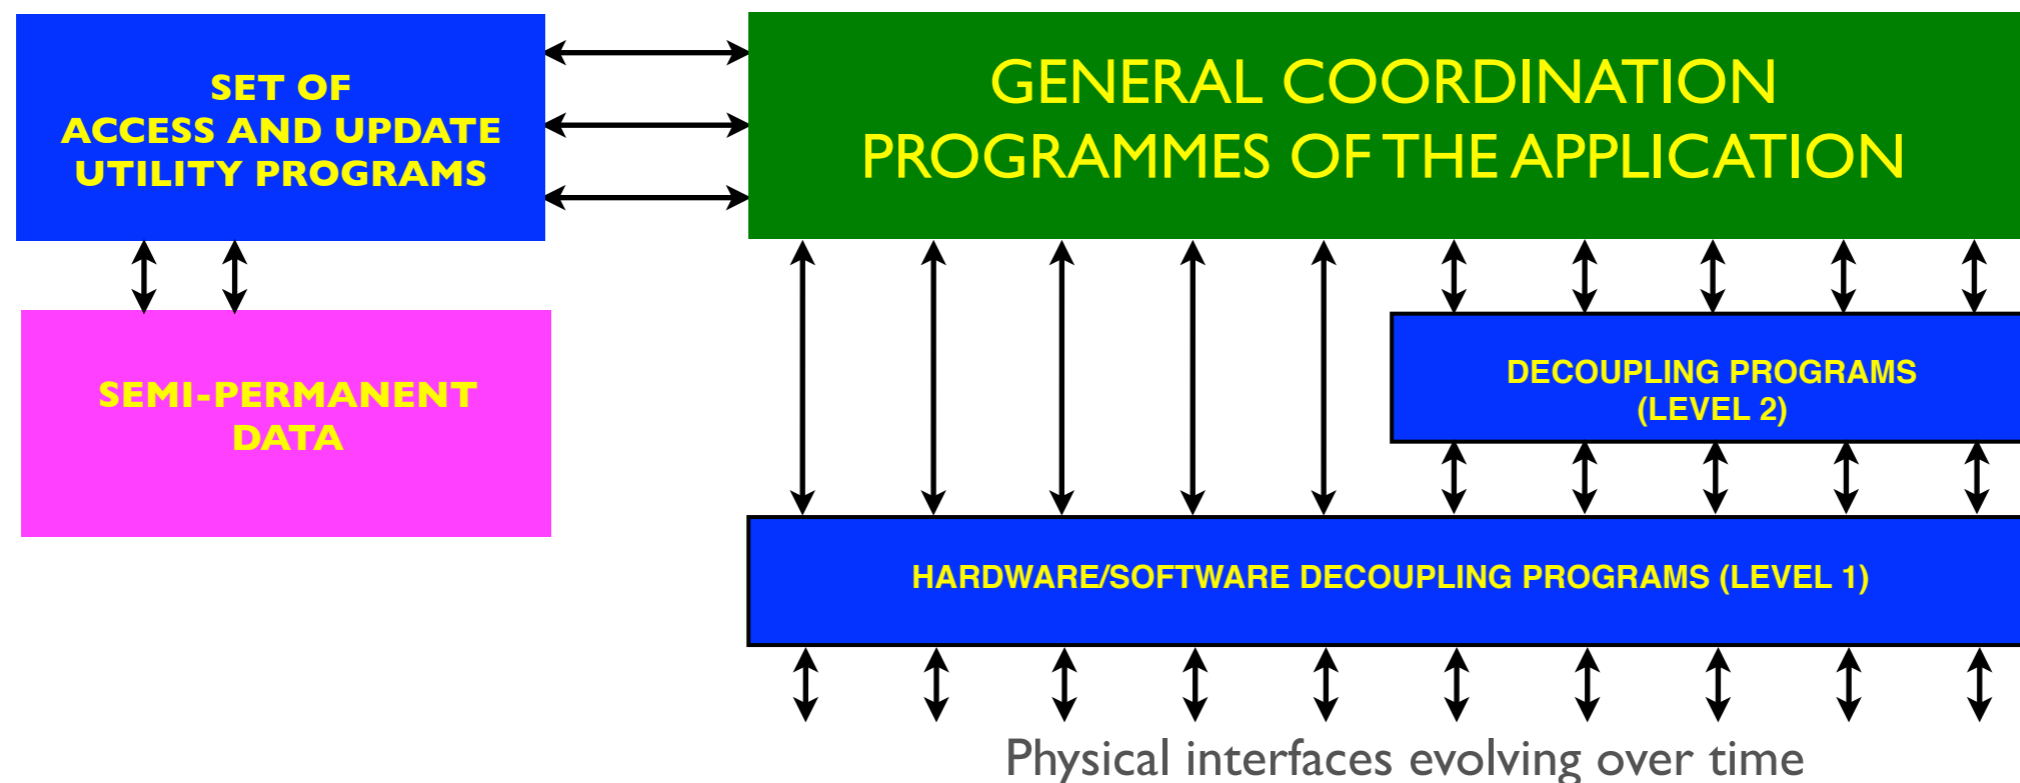 SET OF
ACCESS AND UPDATE
UTILITY PROGRAMS
GENERAL COORDINATION
PROGRAMMES OF THE APPLICATION
SEMI-PERMANENT
DATA
DECOUPLING PROGRAMS
(LEVEL 2)
HARDWARE/SOFTWARE DECOUPLING PROGRAMS (LEVEL 1)
Physical interfaces evolving over time